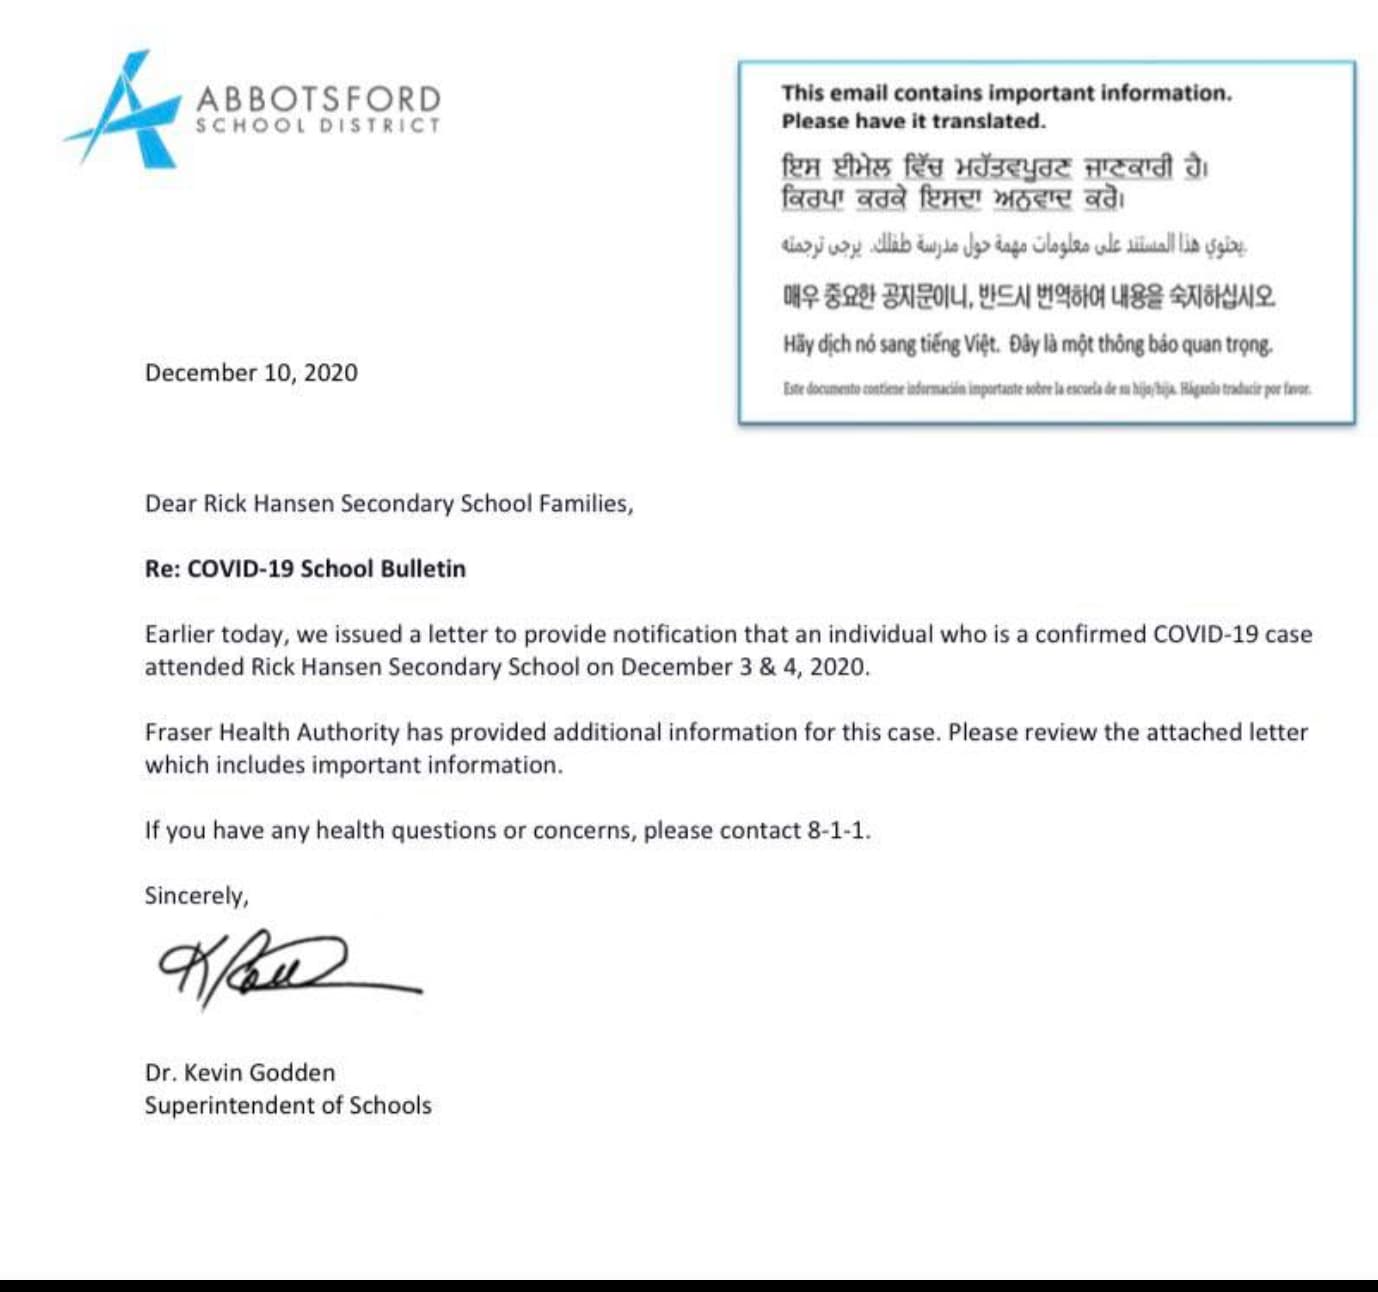 ABBOTSFORD
SCHOOL DISTRICT
This email contains important information.
Please have it translated.
ਇਸ ਈਮੇਲ ਵਿੱਚ ਮਹੱਤਵਪੂਰਣ ਜਾਣਕਾਰੀ ਹੈ।
ਕਿਰਪਾ ਕਰਕੇ ਇਸਦਾ ਅਨੁਵਾਦ ਕਰੋ।
يحتوي هذا المستند على معلومات مهمة حول مدرسة طفلك. يرجى ترجمته.
매우 중요한 공지문이니, 반드시 번역하여 내용을 숙지하십시오
Hãy dịch nó sang tiếng Việt. Đây là một thông báo quan trọng.
Este documento contiene información importante sobre la escuela de su hijo/hija. Háganlo traducir por favor.
December 10, 2020
Dear Rick Hansen Secondary School Families,
Re: COVID-19 School Bulletin
Earlier today, we issued a letter to provide notification that an individual who is a confirmed COVID-19 case
attended Rick Hansen Secondary School on December 3 & 4, 2020.
Fraser Health Authority has provided additional information for this case. Please review the attached letter
which includes important information.
If you have any health questions or concerns, please contact 8-1-1.
Sincerely,
Dr. Kevin Godden
Superintendent of Schools